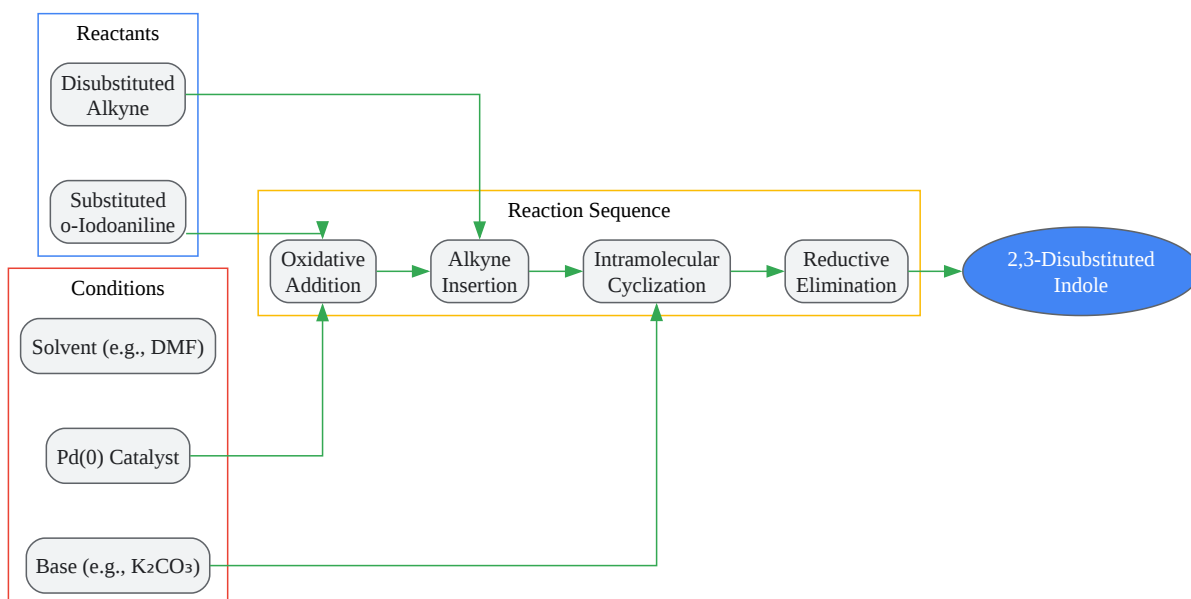 Reactants
Disubstituted
Alkyne
Substituted
o-Iodoaniline
Conditions
Solvent (e.g., DMF)
Pd(0) Catalyst
Base (e.g., K₂CO₃)
Reaction Sequence
Oxidative
Addition
Alkyne
Insertion
Intramolecular
Cyclization
Reductive
Elimination
2,3-Disubstituted
Indole